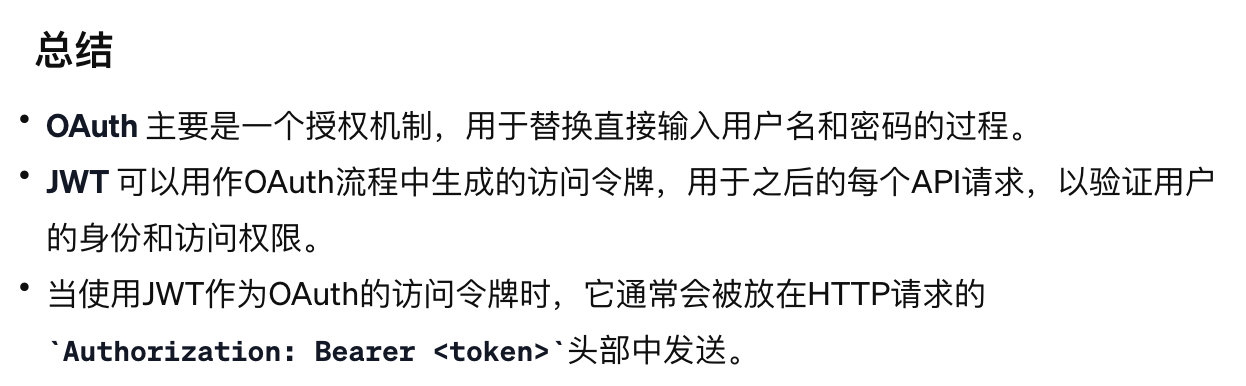 总结
• OAuth 主要是一个授权机制，用于替换直接输入用户名和密码的过程。
• JWT 可以用作OAuth流程中生成的访问令牌，用于之后的每个API请求，以验证用户
的身份和访问权限。
• 当使用JWT作为OAuth的访问令牌时，它通常会被放在HTTP请求的
`Authorization: Bearer <token>`头部中发送。